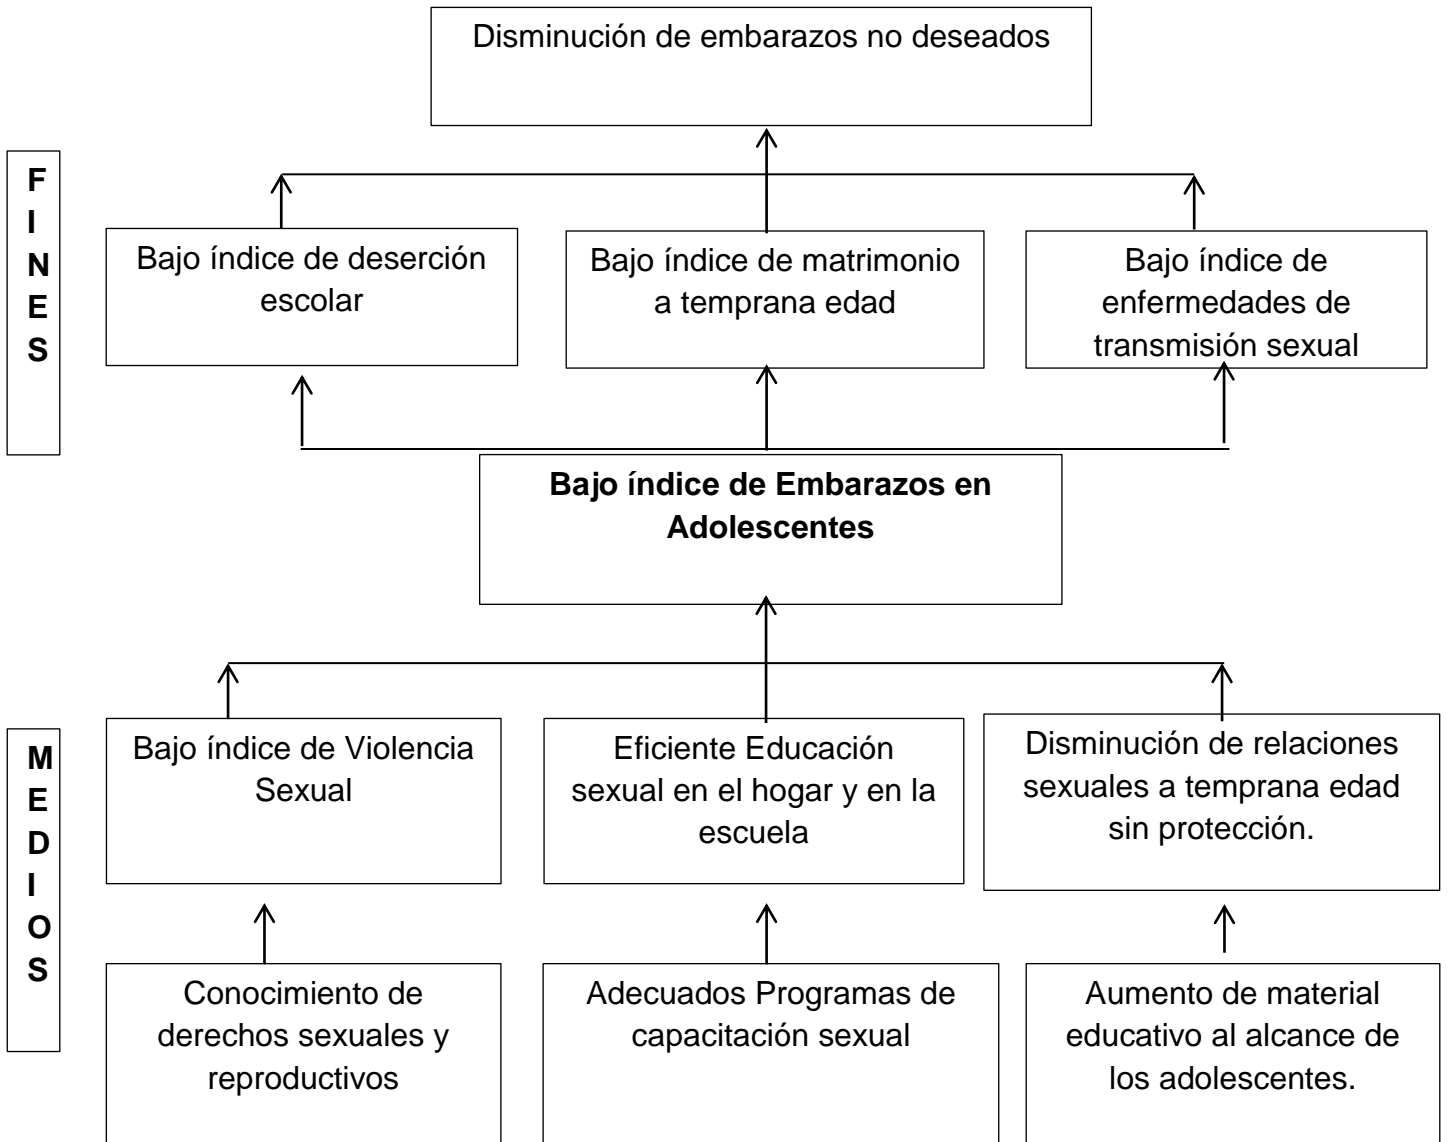 Disminución de embarazos no deseados
F
I
N
E
S
Bajo índice de deserción
escolar
Bajo índice de matrimonio
a temprana edad
Bajo índice de
enfermedades de
transmisión sexual
Bajo índice de Embarazos en
Adolescentes
M
E
D
I
O
S
Bajo índice de Violencia
Sexual
Eficiente Educación
sexual en el hogar y en la
escuela
Disminución de relaciones
sexuales a temprana edad
sin protección.
Conocimiento de
derechos sexuales y
reproductivos
Adecuados Programas de
capacitación sexual
Aumento de material
educativo al alcance de
los adolescentes.